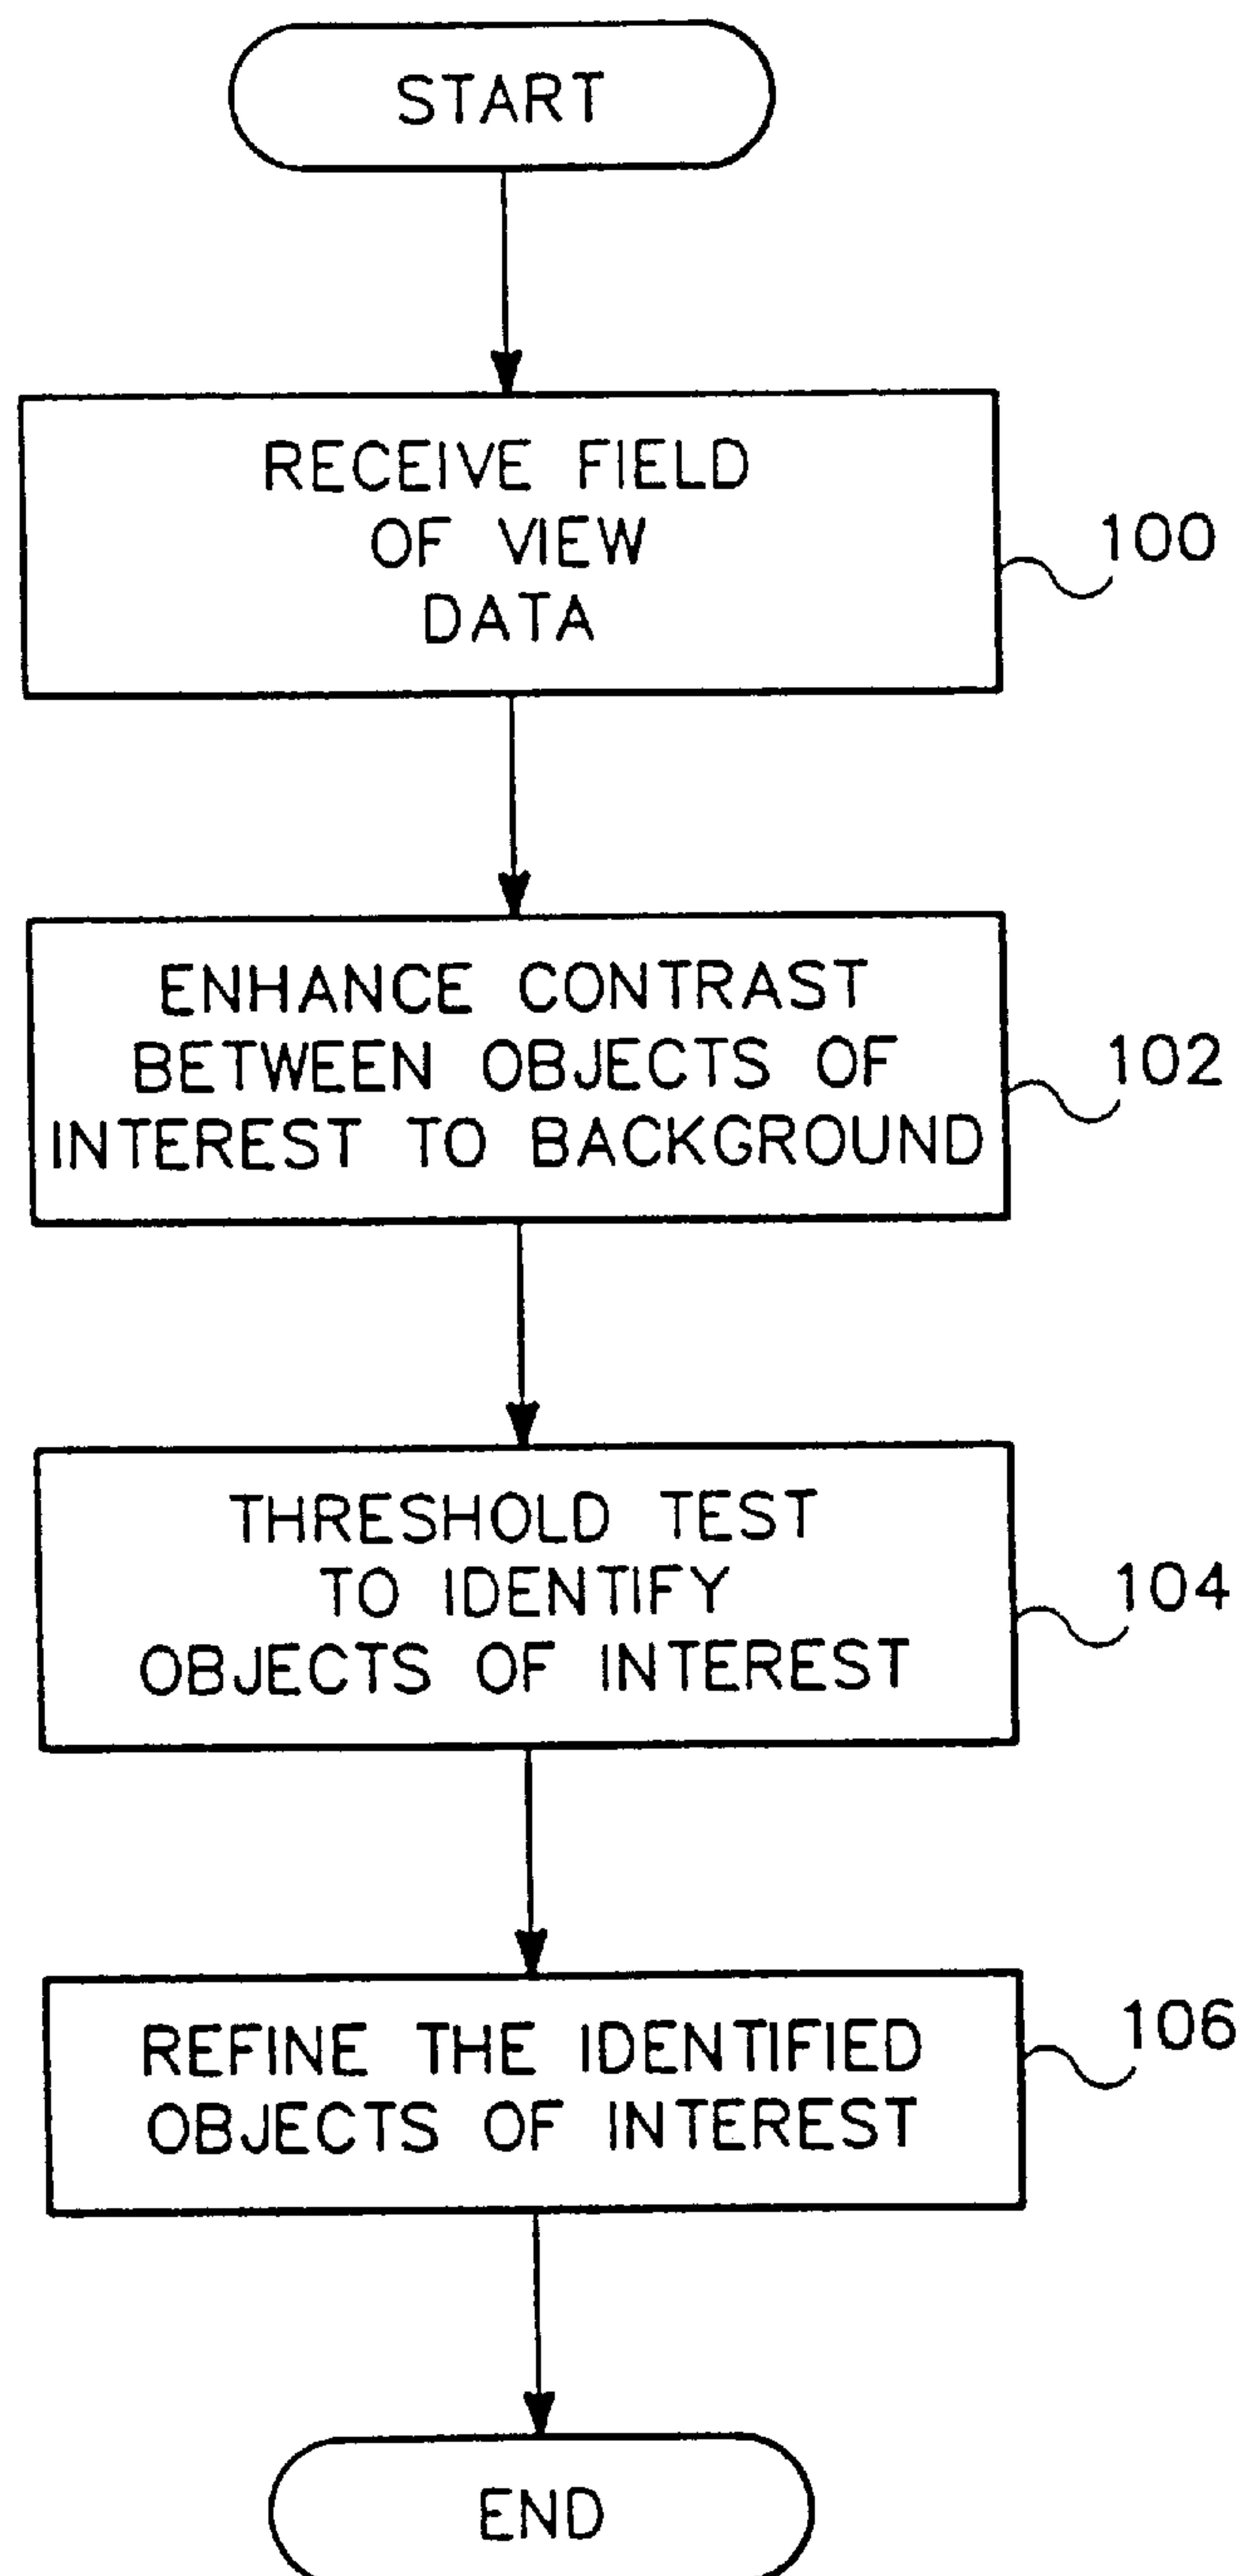 START
RECEIVE FIELD
OF VIEW
DATA
100
ENHANCE CONTRAST
BETWEEN OBJECTS OF
INTEREST TO BACKGROUND
102
THRESHOLD TEST
TO IDENTIFY
OBJECTS OF INTEREST
104
REFINE THE IDENTIFIED
OBJECTS OF INTEREST
106
END